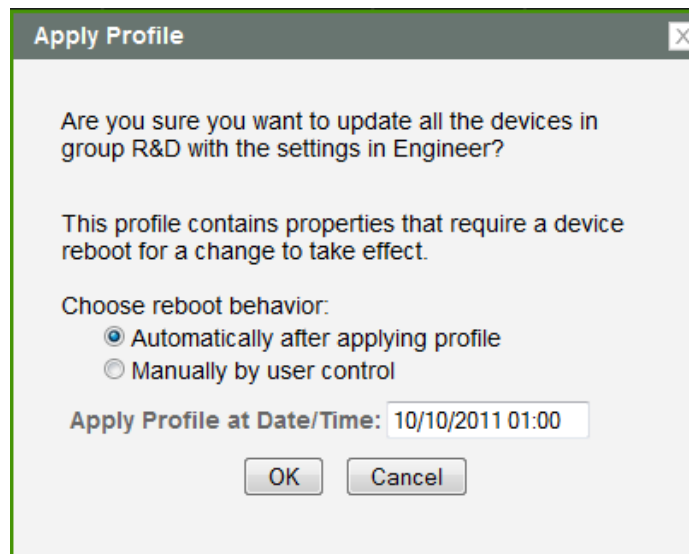 Apply Profile
X
Are you sure you want to update all the devices in
group R&D with the settings in Engineer?
This profile contains properties that require a device
reboot for a change to take effect.
Choose reboot behavior:
Automatically after applying profile
Manually by user control
Apply Profile at Date/Time: 10/10/2011 01:00
OK Cancel